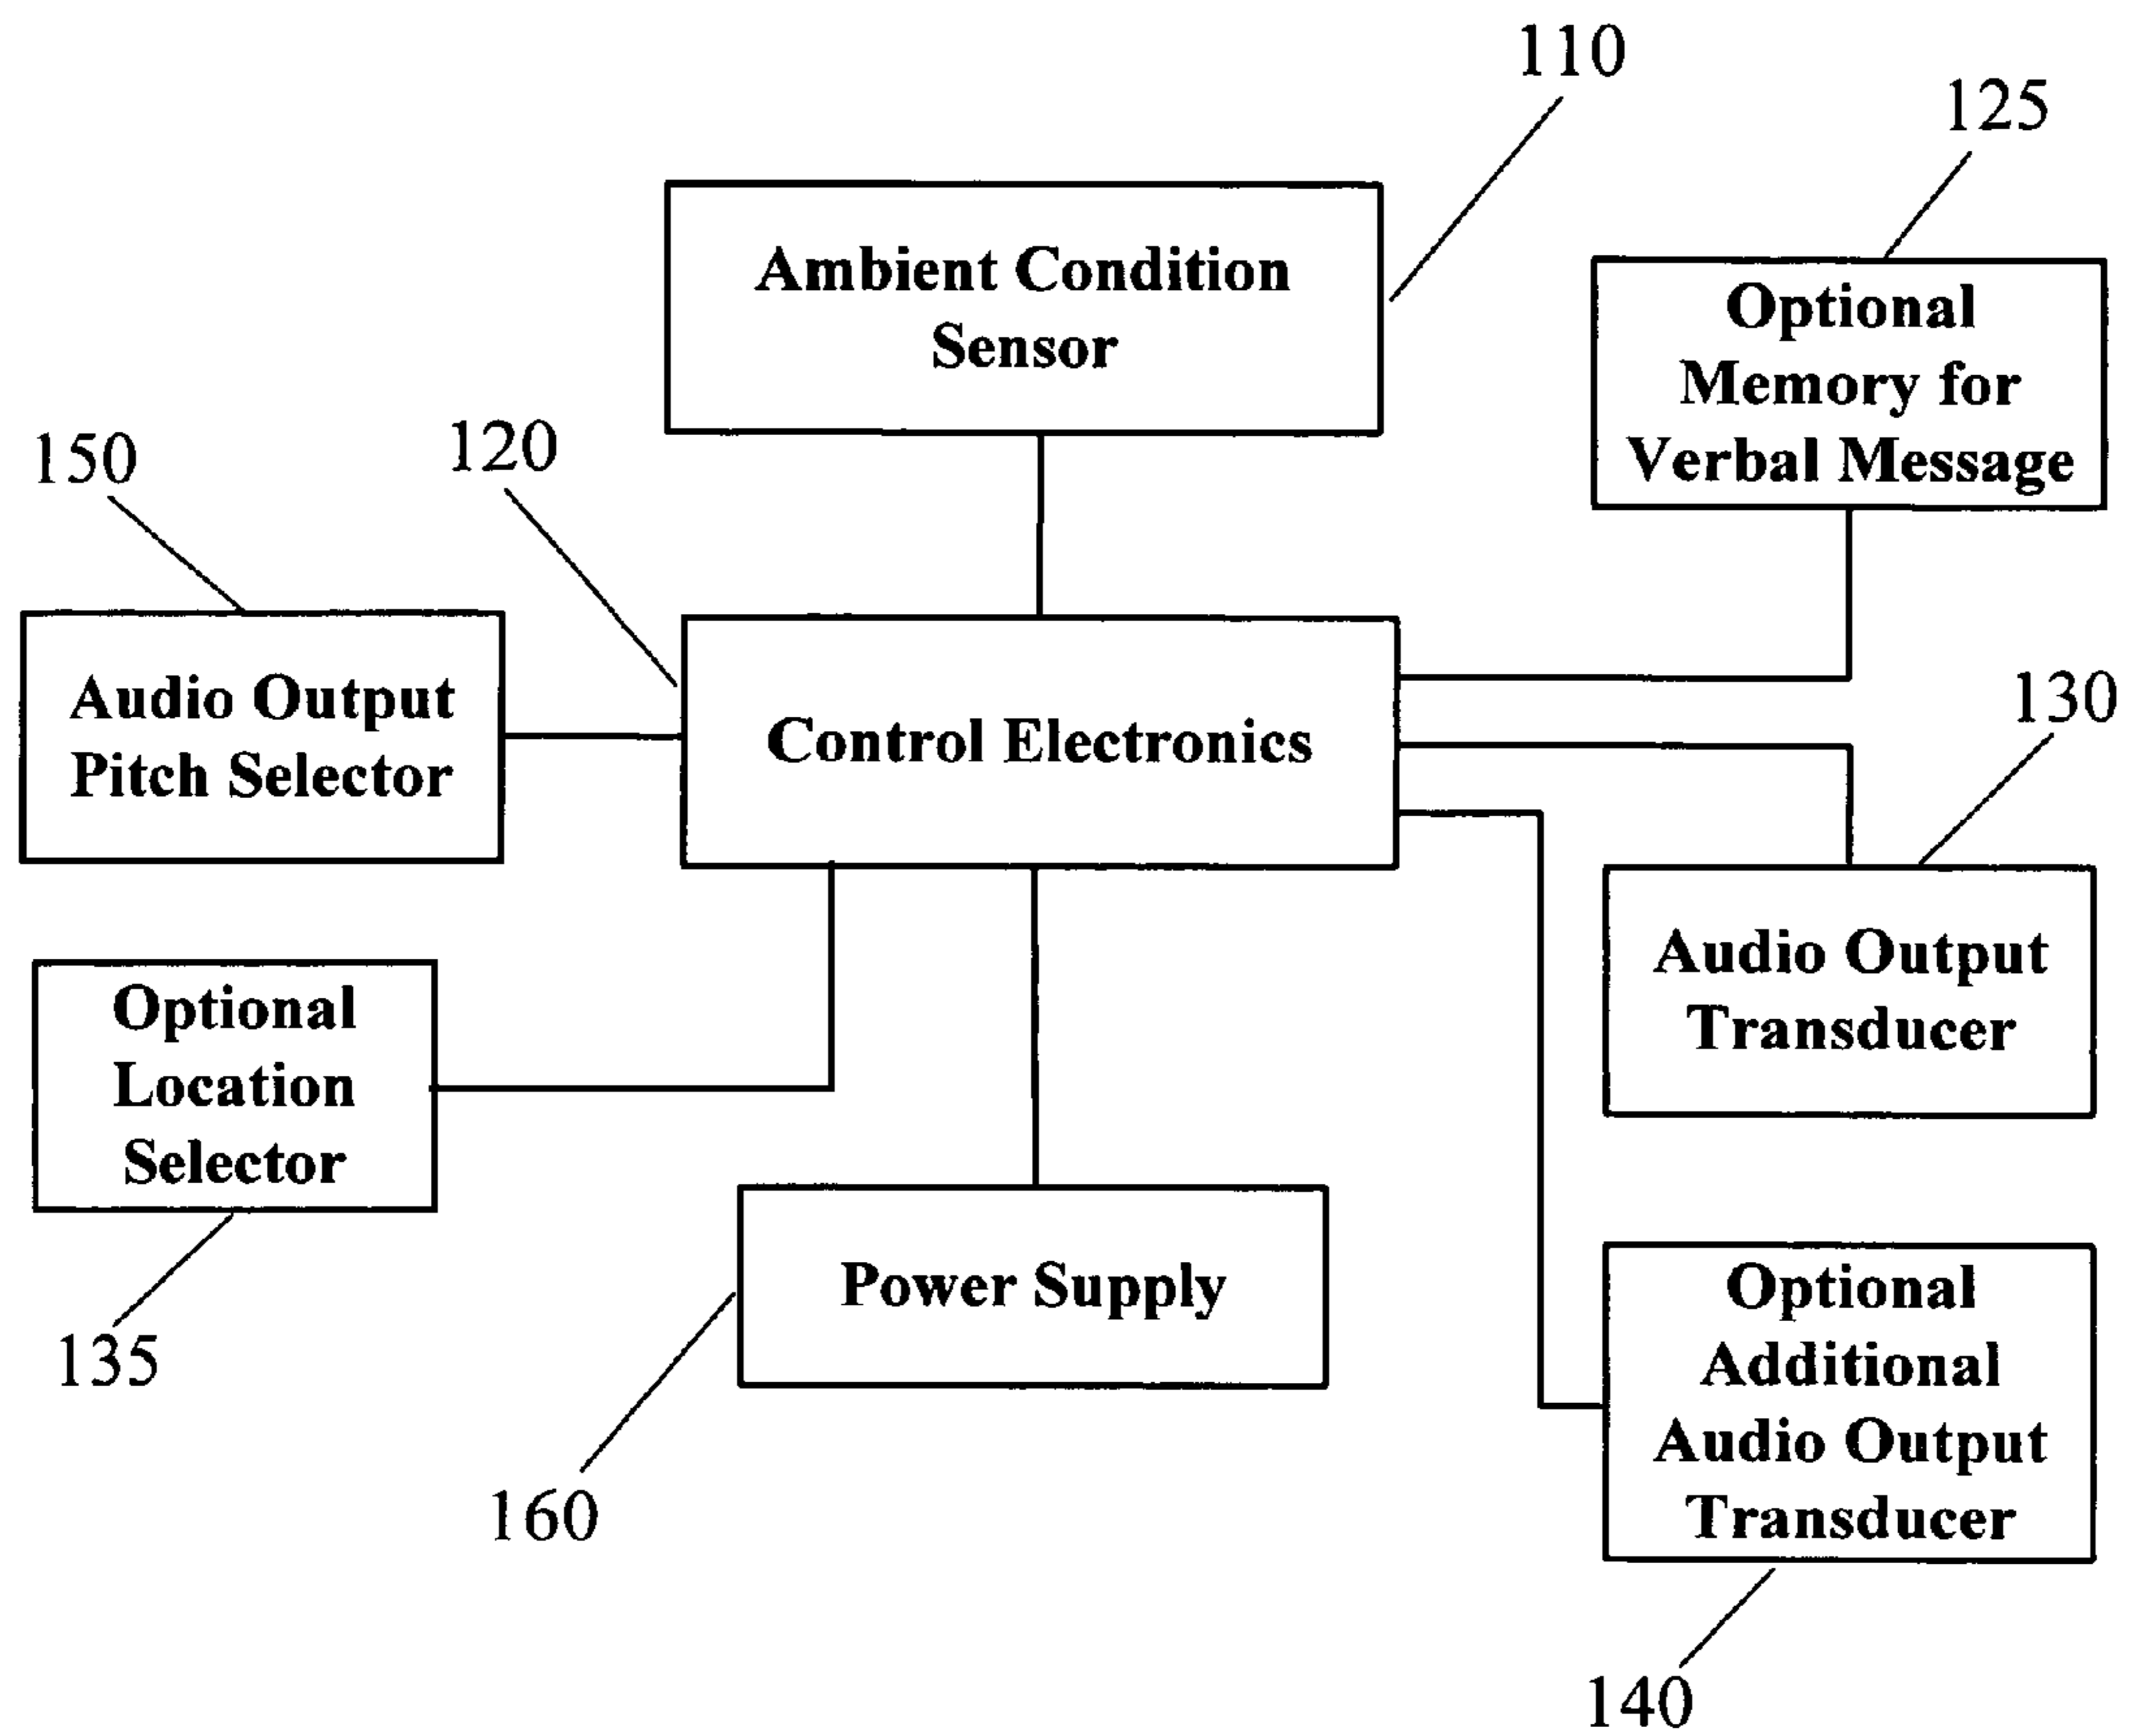 110
125
Ambient Condition
Sensor
Optional
Memory for
Verbal Message
150
120
Audio Output
Pitch Selector
Control Electronics
130
Optional
Location
Selector
135
Audio Output
Transducer
Power Supply
160
Optional
Additional
Audio Output
Transducer
140